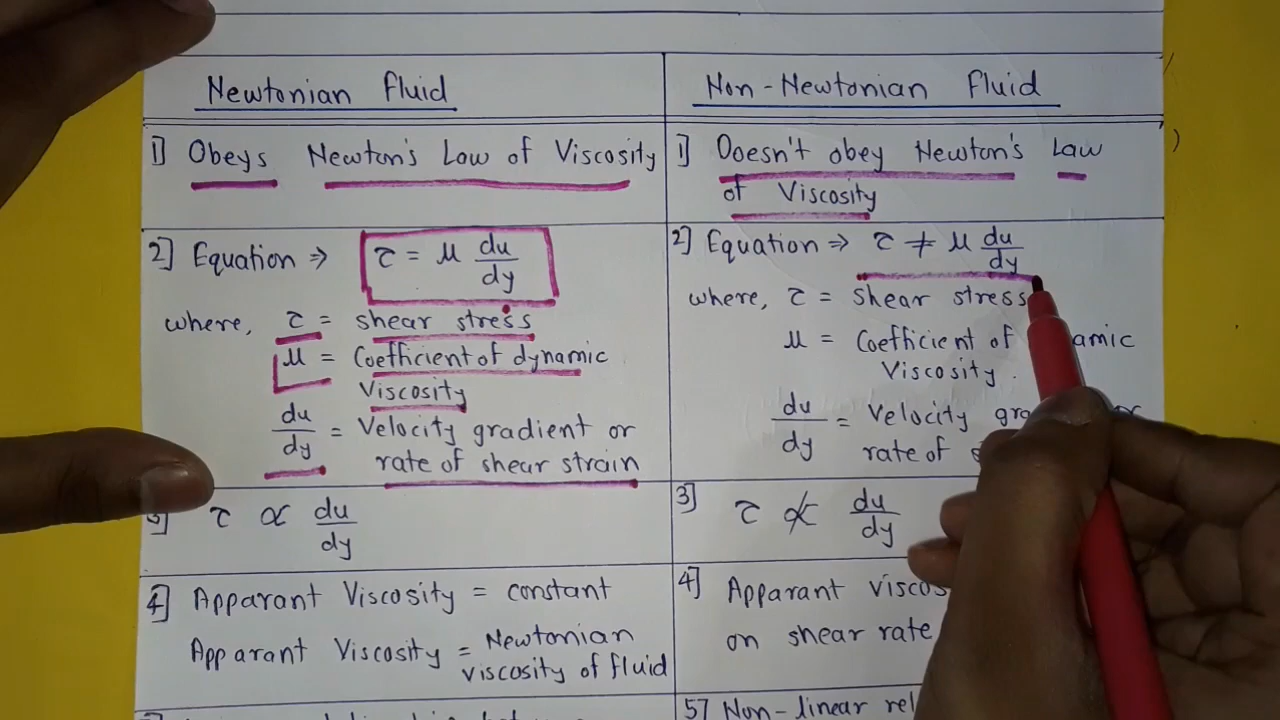 Newtonian Fluid
Non-Newtonian Fluid
1] Obeys Newton's Law of Viscosity
1] Doesn't obey Newton's Law
of Viscosity
2] Equation ⇒ τ = μ du/dy
where, τ = shear stress
μ = Coefficient of dynamic
Viscosity
du/dy = Velocity gradient or
rate of shear strain
2] Equation ⇒ τ ≠ μ du/dy
where, τ = shear stress
μ = Coefficient of
Viscosity.
du/dy = Velocity or
rate of
3] τ ∝ du/dy
3] τ ∝̸ du/dy
4] Apparant Viscosity = constant
Apparant Viscosity = Newtonian
viscosity of fluid
4] Apparant
on shear rate
5] Non-linear